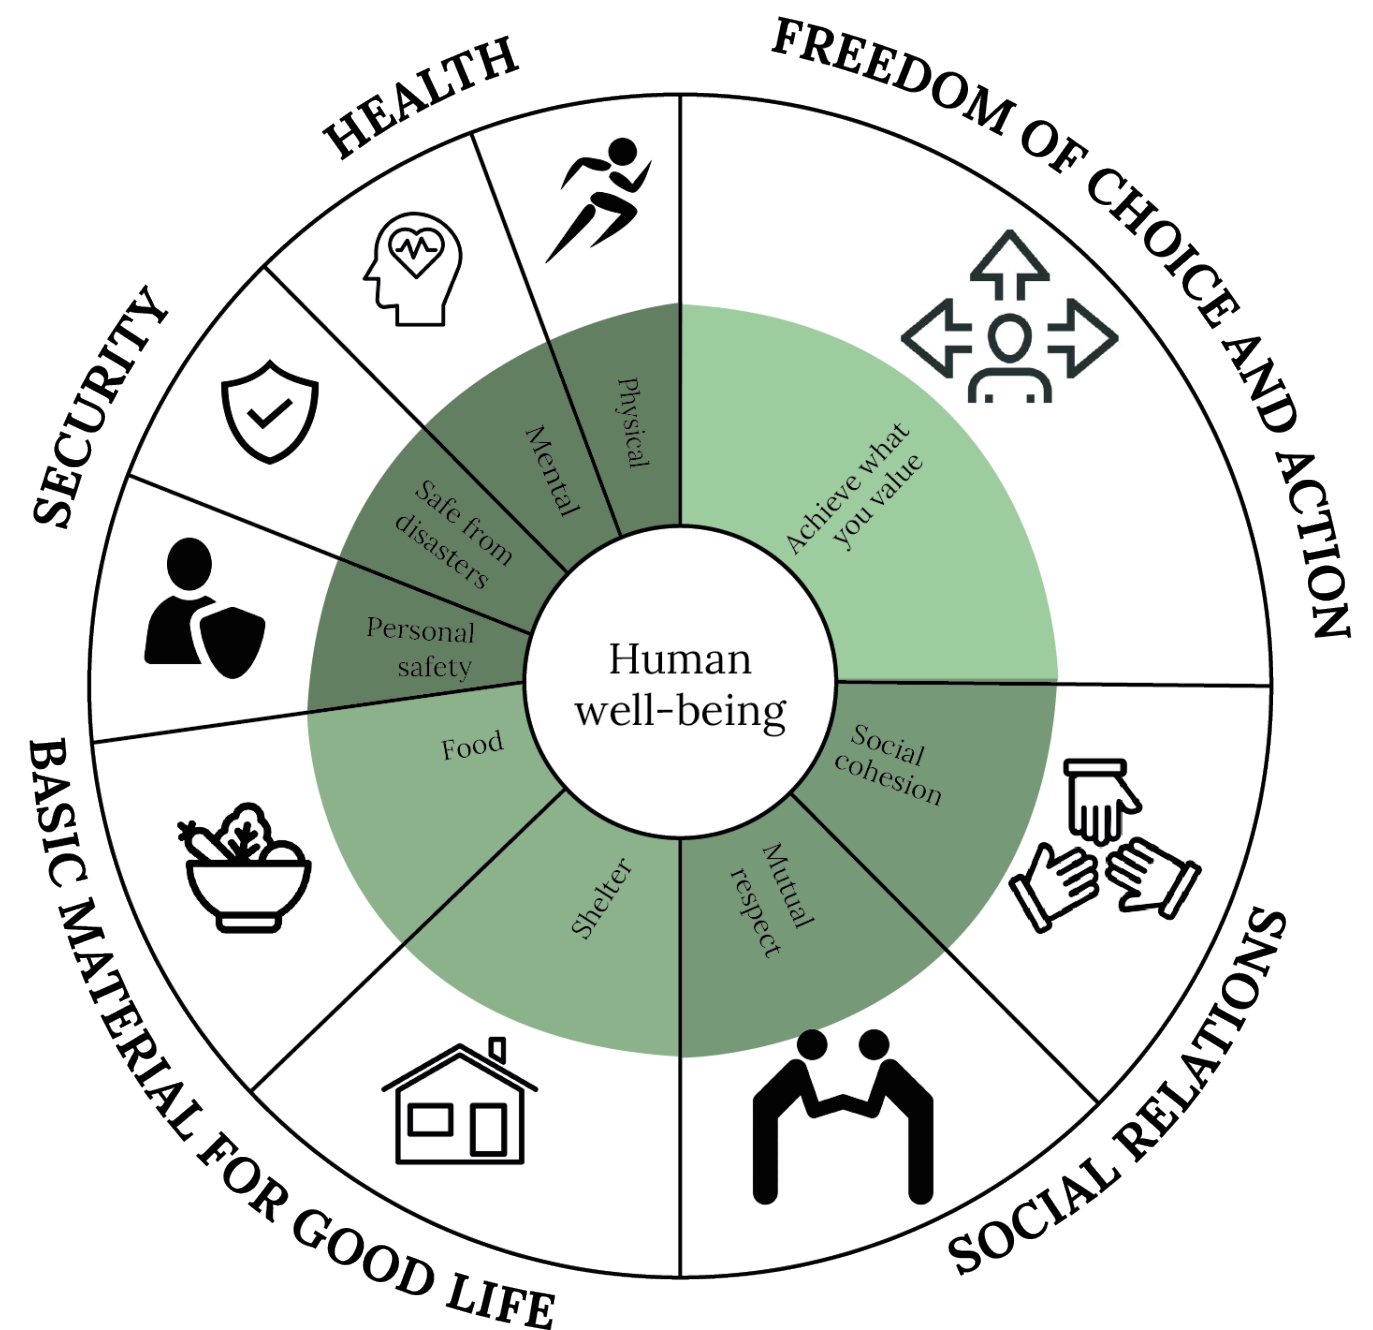 HEALTH
FREEDOM OF CHOICE AND ACTION
SECURITY
BASIC MATERIAL FOR GOOD LIFE
SOCIAL RELATIONS
Physical
Mental
Safe from
disasters
Personal
safety
Food
Shelter
Mutual
respect
Social
cohesion
Achieve what
you value
Human
well-being